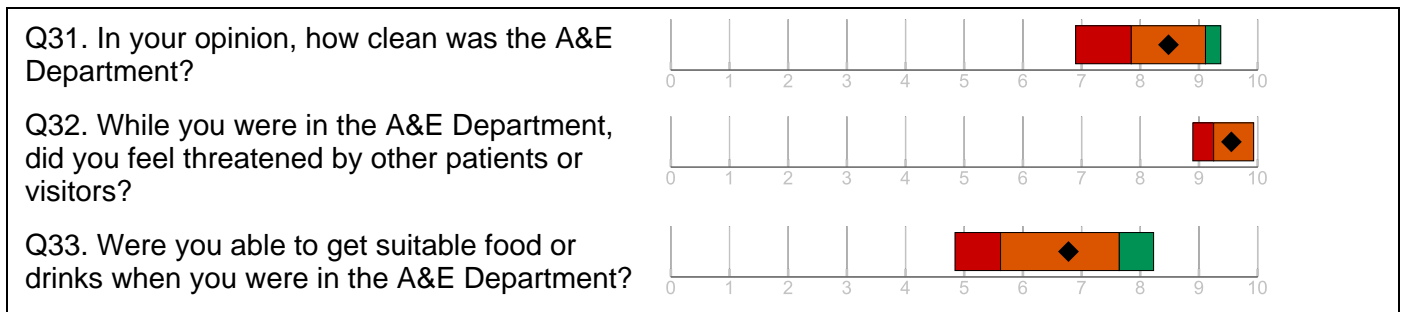 Q31. In your opinion, how clean was the A&E
Department?
0 1 2 3 4 5 6 7 8 9 10
Q32. While you were in the A&E Department,
did you feel threatened by other patients or
visitors?
0 1 2 3 4 5 6 7 8 9 10
Q33. Were you able to get suitable food or
drinks when you were in the A&E Department?
0 1 2 3 4 5 6 7 8 9 10